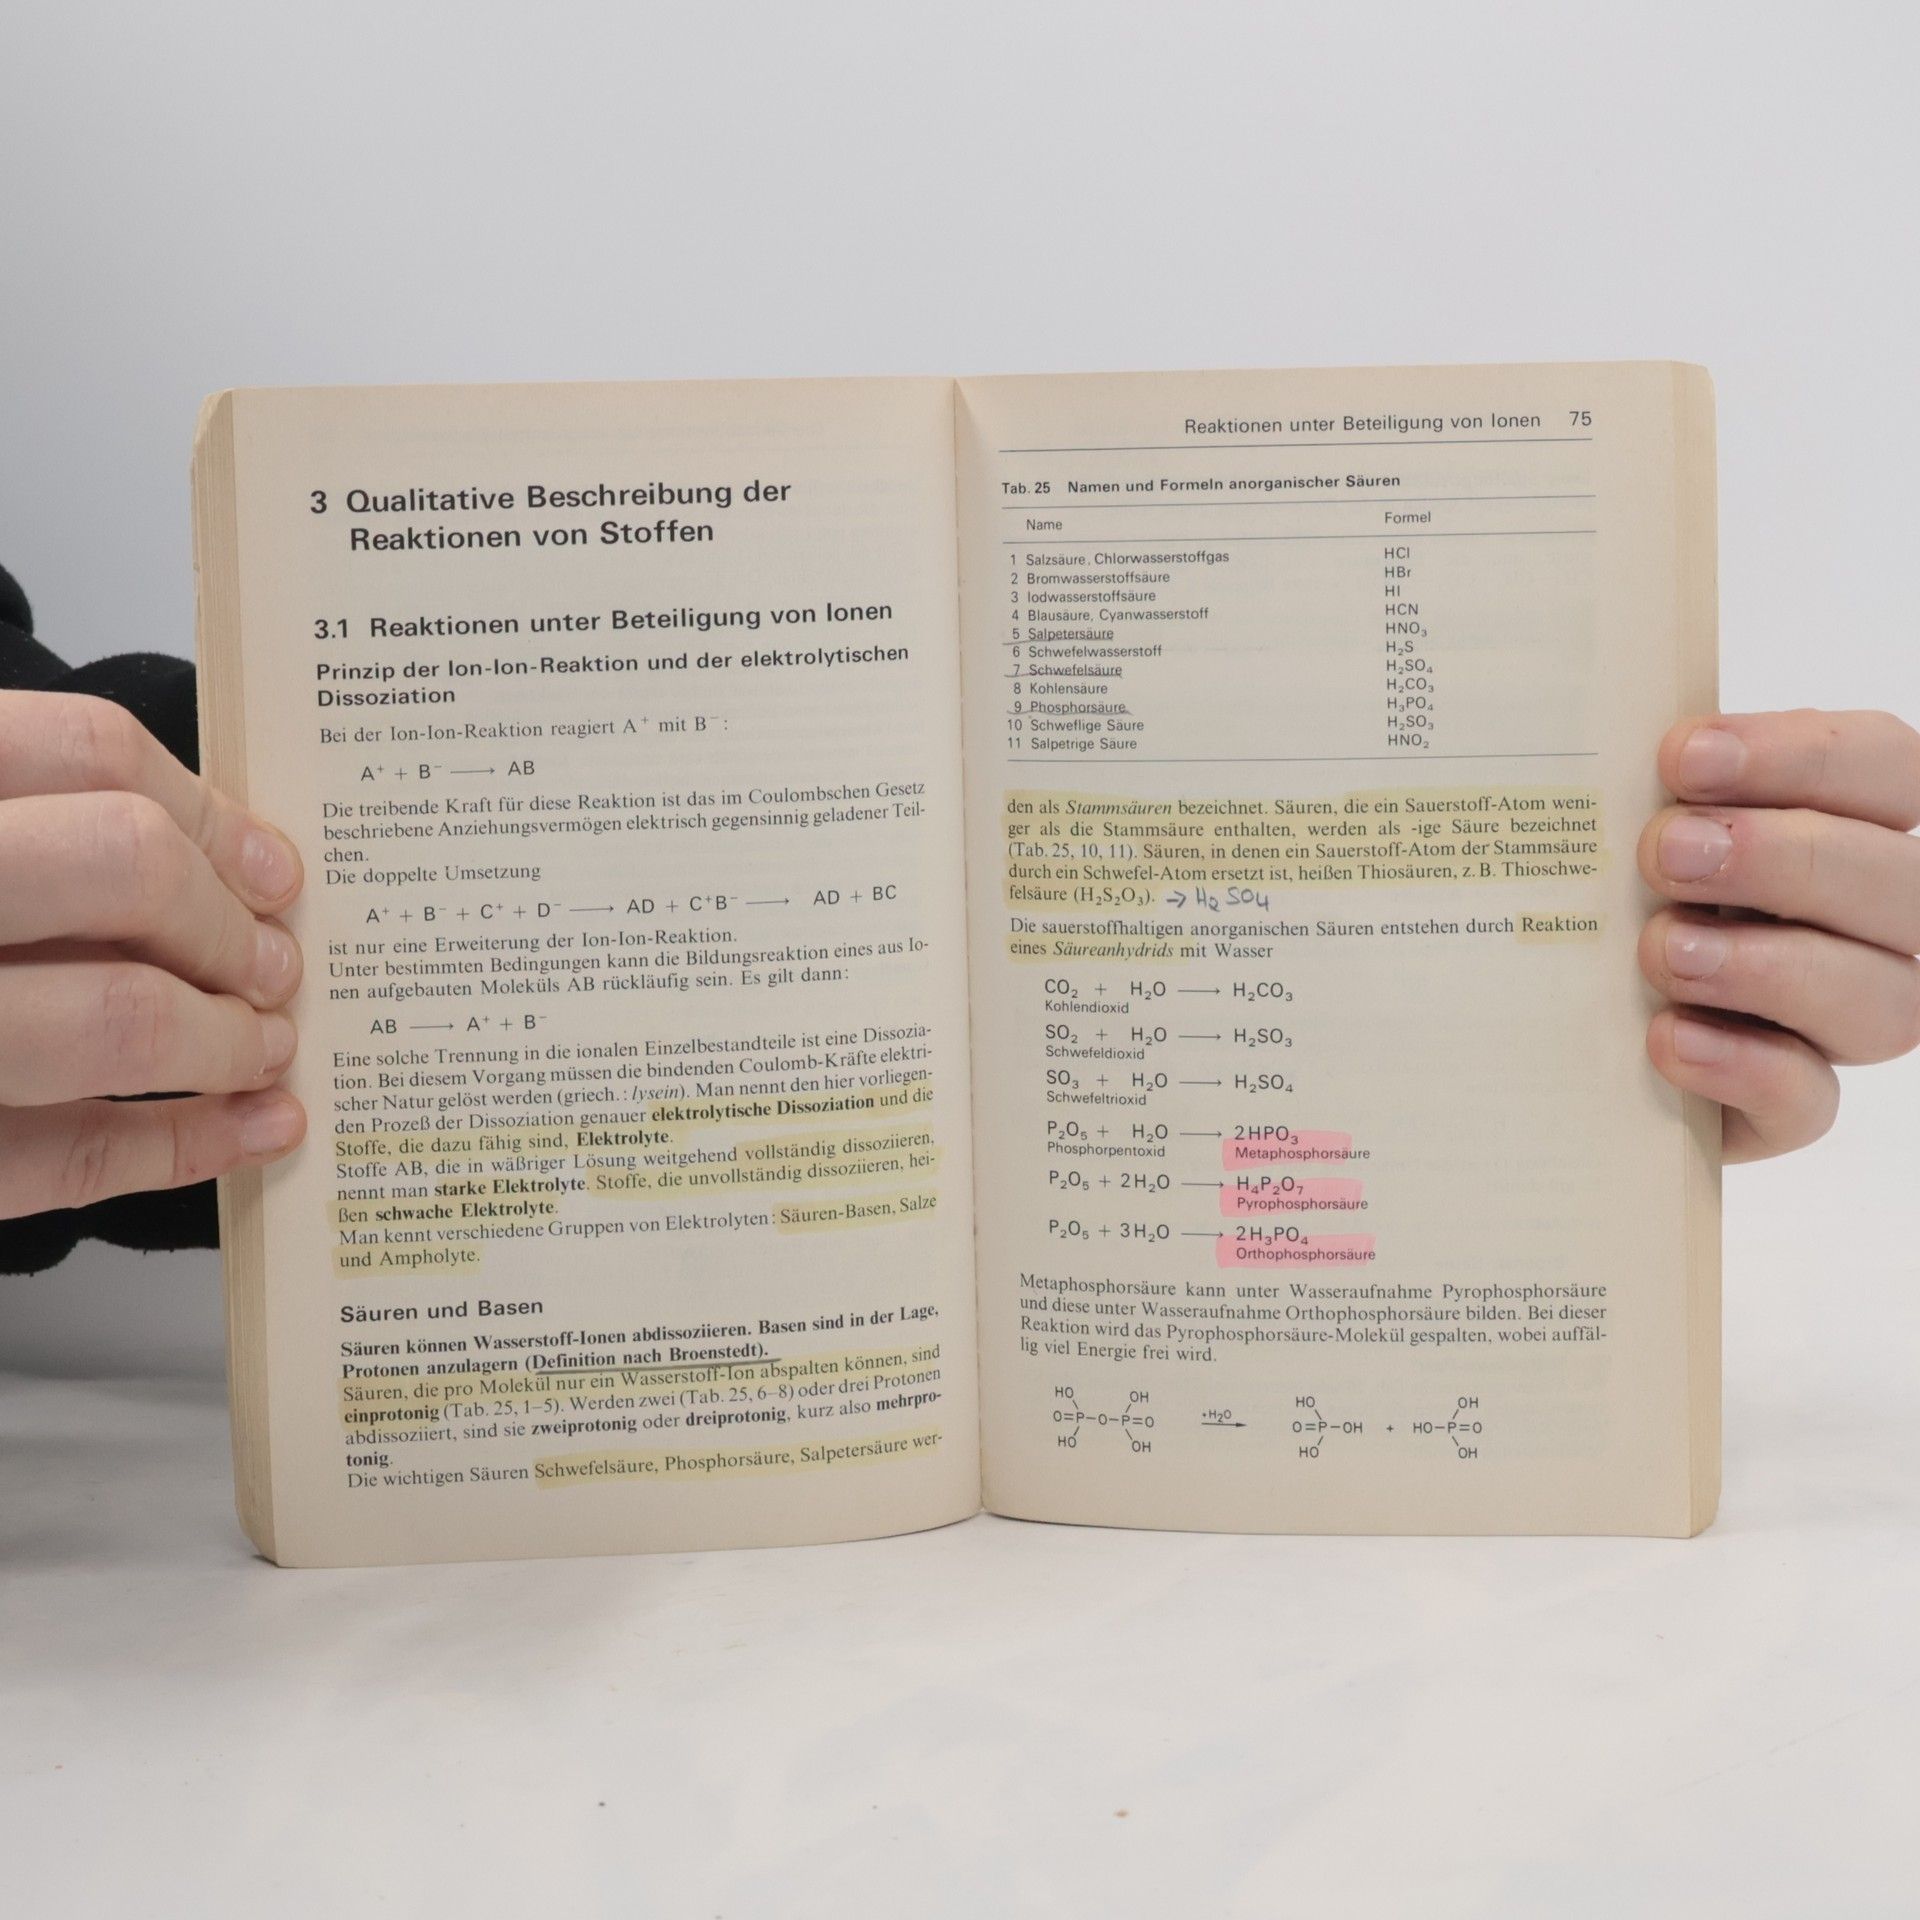 3 Qualitative Beschreibung der
Reaktionen von Stoffen
3.1 Reaktionen unter Beteiligung von Ionen
Prinzip der Ion-Ion-Reaktion und der elektrolytischen
Dissoziation
Bei der Ion-Ion-Reaktion reagiert A⁺ mit B⁻:
A⁺ + B⁻ ⟶ AB
Die treibende Kraft für diese Reaktion ist das im Coulombschen Gesetz
beschriebene Anziehungsvermögen elektrisch gegensinnig geladener Teil-
chen.
Die doppelte Umsetzung
A⁺ + B⁻ + C⁺ + D⁻ ⟶ AD + C⁺B⁻ ⟶ AD + BC
ist nur eine Erweiterung der Ion-Ion-Reaktion.
Unter bestimmten Bedingungen kann die Bildungsreaktion eines aus Io-
nen aufgebauten Moleküls AB rückläufig sein. Es gilt dann:
AB ⟶ A⁺ + B⁻
Eine solche Trennung in die ionalen Einzelbestandteile ist eine Dissozia-
tion. Bei diesem Vorgang müssen die bindenden Coulomb-Kräfte elektri-
scher Natur gelöst werden (griech.: lysein). Man nennt den hier vorliegen-
den Prozeß der Dissoziation genauer elektrolytische Dissoziation und die
Stoffe, die dazu fähig sind, Elektrolyte.
Stoffe AB, die in wäßriger Lösung weitgehend vollständig dissoziieren,
nennt man starke Elektrolyte. Stoffe, die unvollständig dissoziieren, hei-
ßen schwache Elektrolyte.
Man kennt verschiedene Gruppen von Elektrolyten: Säuren-Basen, Salze
und Ampholyte.
Säuren und Basen
Säuren können Wasserstoff-Ionen abdissoziieren. Basen sind in der Lage,
Protonen anzulagern (Definition nach Broenstedt).
Säuren, die pro Molekül nur ein Wasserstoff-Ion abspalten können, sind
einprotonig (Tab. 25, 1–5). Werden zwei (Tab. 25, 6–8) oder drei Protonen
abdissoziiert, sind sie zweiprotonig oder dreiprotonig, kurz also mehrpro-
tonig.
Die wichtigen Säuren Schwefelsäure, Phosphorsäure, Salpetersäure wer-
Reaktionen unter Beteiligung von Ionen 75
Tab. 25 Namen und Formeln anorganischer Säuren
Name Formel
1 Salzsäure, Chlorwasserstoffgas HCl
2 Bromwasserstoffsäure HBr
3 Iodwasserstoffsäure HI
4 Blausäure, Cyanwasserstoff HCN
5 Salpetersäure HNO₃
6 Schwefelwasserstoff H₂S
7 Schwefelsäure H₂SO₄
8 Kohlensäure H₂CO₃
9 Phosphorsäure H₃PO₄
10 Schweflige Säure H₂SO₃
11 Salpetrige Säure HNO₂
den als Stammsäuren bezeichnet. Säuren, die ein Sauerstoff-Atom weni-
ger als die Stammsäure enthalten, werden als -ige Säure bezeichnet
(Tab. 25, 10, 11). Säuren, in denen ein Sauerstoff-Atom der Stammsäure
durch ein Schwefel-Atom ersetzt ist, heißen Thiosäuren, z. B. Thioschwe-
felsäure (H₂S₂O₃). → H₂SO₄
Die sauerstoffhaltigen anorganischen Säuren entstehen durch Reaktion
eines Säureanhydrids mit Wasser
CO₂ + H₂O ⟶ H₂CO₃
Kohlendioxid
SO₂ + H₂O ⟶ H₂SO₃
Schwefeldioxid
SO₃ + H₂O ⟶ H₂SO₄
Schwefeltrioxid
P₂O₅ + H₂O ⟶ 2HPO₃
Phosphorpentoxid Metaphosphorsäure
P₂O₅ + 2H₂O ⟶ H₄P₂O₇
Pyrophosphorsäure
P₂O₅ + 3H₂O ⟶ 2H₃PO₄
Orthophosphorsäure
Metaphosphorsäure kann unter Wasseraufnahme Pyrophosphorsäure
und diese unter Wasseraufnahme Orthophosphorsäure bilden. Bei dieser
Reaktion wird das Pyrophosphorsäure-Molekül gespalten, wobei auffäl-
lig viel Energie frei wird.
HO OH HO OH
O=P–O–P=O +H₂O O=P–OH + HO–P=O
HO OH HO OH